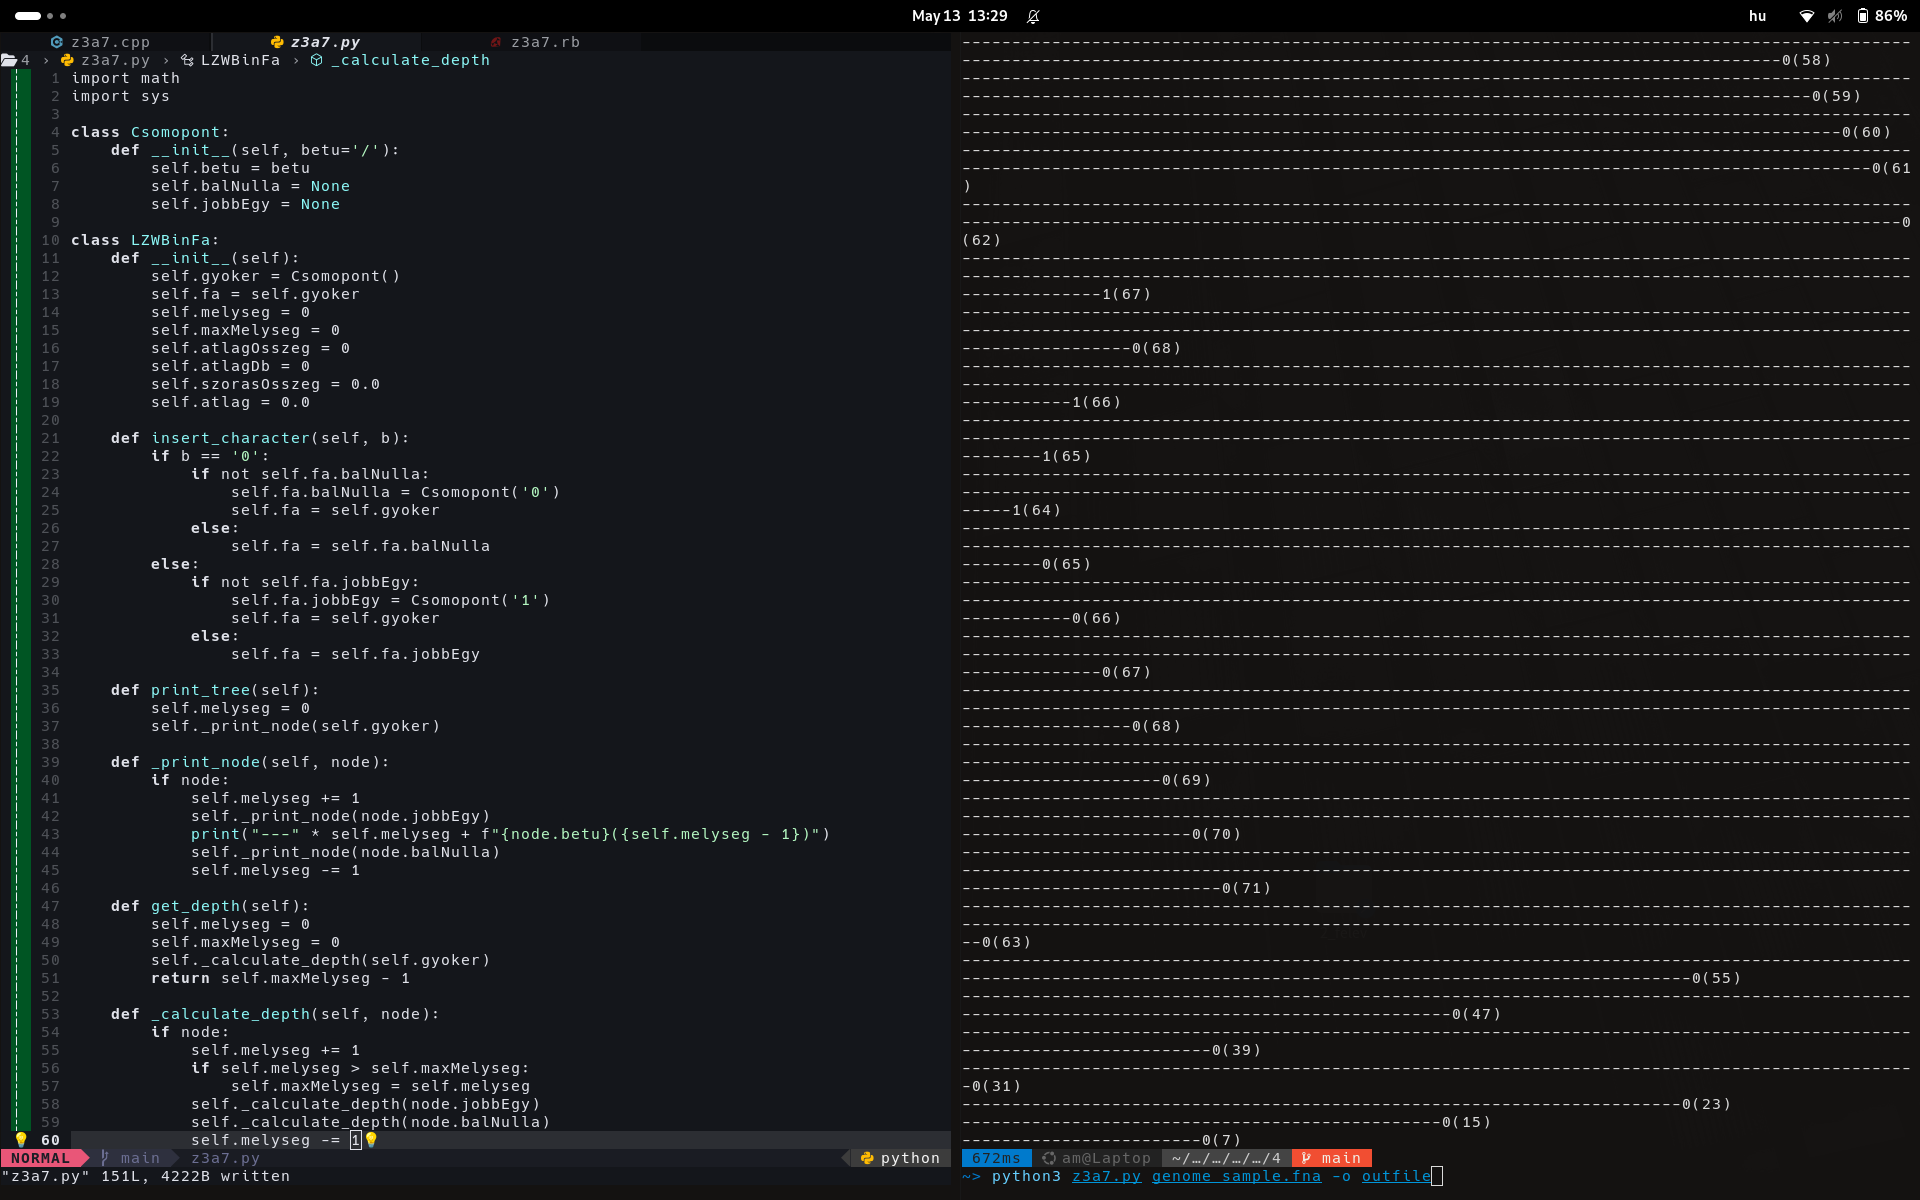 May 13 13:29
hu 86%
z3a7.cpp z3a7.py z3a7.rb
4 › z3a7.py › LZWBinFa › _calculate_depth
1 import math
2 import sys
3
4 class Csomopont:
5     def __init__(self, betu='/'):
6         self.betu = betu
7         self.balNulla = None
8         self.jobbEgy = None
9
10 class LZWBinFa:
11     def __init__(self):
12         self.gyoker = Csomopont()
13         self.fa = self.gyoker
14         self.melyseg = 0
15         self.maxMelyseg = 0
16         self.atlagOsszeg = 0
17         self.atlagDb = 0
18         self.szorasOsszeg = 0.0
19         self.atlag = 0.0
20
21     def insert_character(self, b):
22         if b == '0':
23             if not self.fa.balNulla:
24                 self.fa.balNulla = Csomopont('0')
25                 self.fa = self.gyoker
26             else:
27                 self.fa = self.fa.balNulla
28         else:
29             if not self.fa.jobbEgy:
30                 self.fa.jobbEgy = Csomopont('1')
31                 self.fa = self.gyoker
32             else:
33                 self.fa = self.fa.jobbEgy
34
35     def print_tree(self):
36         self.melyseg = 0
37         self._print_node(self.gyoker)
38
39     def _print_node(self, node):
40         if node:
41             self.melyseg += 1
42             self._print_node(node.jobbEgy)
43             print("---" * self.melyseg + f"{node.betu}({self.melyseg - 1})")
44             self._print_node(node.balNulla)
45             self.melyseg -= 1
46
47     def get_depth(self):
48         self.melyseg = 0
49         self.maxMelyseg = 0
50         self._calculate_depth(self.gyoker)
51         return self.maxMelyseg - 1
52
53     def _calculate_depth(self, node):
54         if node:
55             self.melyseg += 1
56             if self.melyseg > self.maxMelyseg:
57                 self.maxMelyseg = self.melyseg
58             self._calculate_depth(node.jobbEgy)
59             self._calculate_depth(node.balNulla)
60             self.melyseg -= 1
NORMAL main z3a7.py python
"z3a7.py" 151L, 4222B written
0(58)
0(59)
0(60)
0(61
)
0
(62)
1(67)
0(68)
1(66)
1(65)
1(64)
0(65)
0(66)
0(67)
0(68)
0(69)
0(70)
0(71)
0(63)
0(55)
0(47)
0(39)
0(31)
0(23)
0(15)
0(7)
672ms am@Laptop ~/…/…/…/…/4 main
~> python3 z3a7.py genome_sample.fna -o outfile